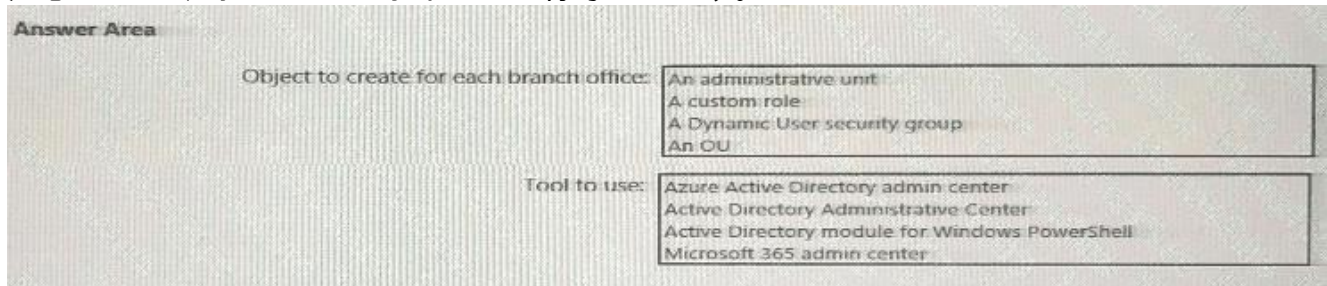 Answer Area
Object to create for each branch office:
An administrative unit
A custom role
A Dynamic User security group
An OU
Tool to use:
Azure Active Directory admin center
Active Directory Administrative Center
Active Directory module for Windows PowerShell
Microsoft 365 admin center